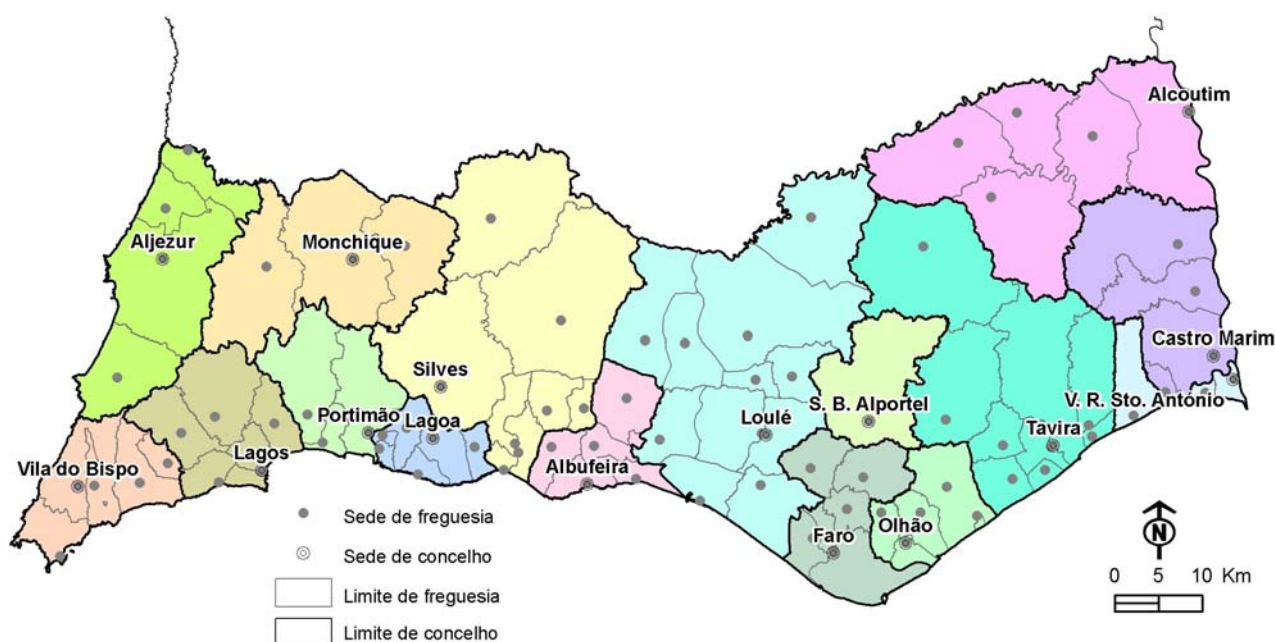 Alcoutim
Aljezur
Monchique
Castro Marim
Silves
Portimão
Lagoa
Loulé
S. B. Alportel
V. R. Sto. António
Tavira
Vila do Bispo
Lagos
Albufeira
Faro
Olhão
Sede de freguesia
Sede de concelho
Limite de freguesia
Limite de concelho
N
0 5 10 Km